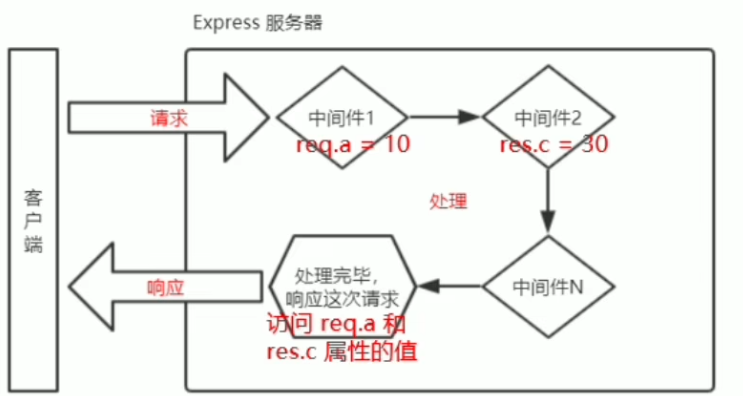 Express 服务器
客户端
请求
中间件1
req.a = 10
中间件2
res.c = 30
处理
中间件N
处理完毕，
响应这次请求
访问 req.a 和
res.c 属性的值
响应